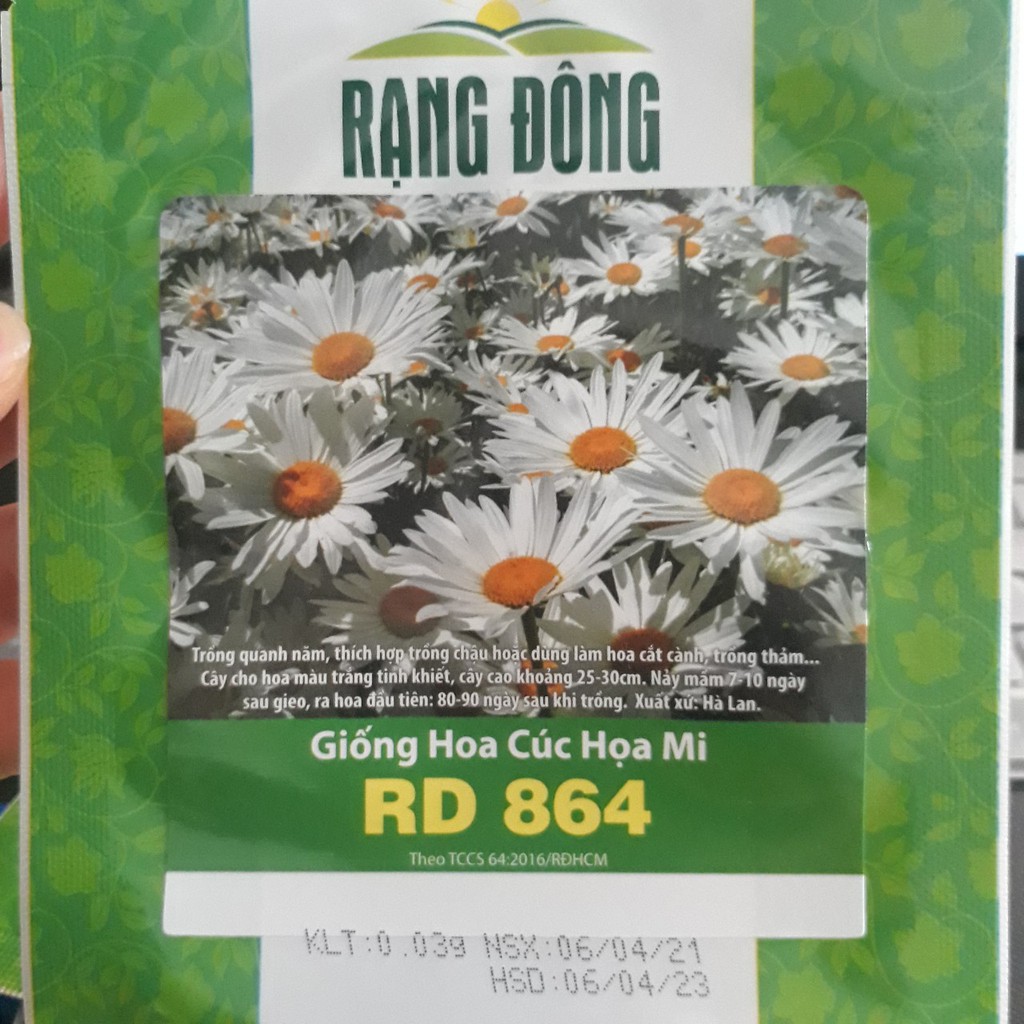 RẠNG ĐÔNG
Trồng quanh năm, thích hợp trồng chậu hoặc dùng làm hoa cắt cành, trồng thảm...
Cây cho hoa màu trắng tinh khiết, cây cao khoảng 25-30cm. Nảy mầm 7-10 ngày
sau gieo, ra hoa đầu tiên: 80-90 ngày sau khi trồng. Xuất xứ: Hà Lan.
Giống Hoa Cúc Họa Mi
RD 864
Theo TCCS 64:2016/RĐHCM
KLT:0.03g NSX:06/04/21
HSD:06/04/23